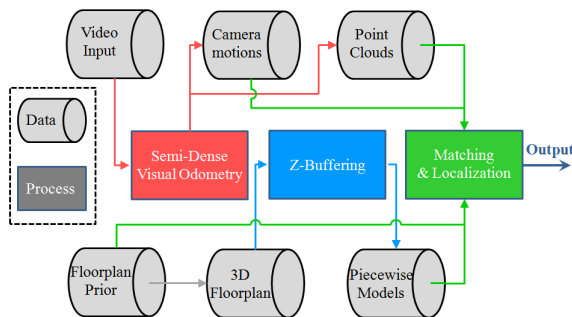 Video
Input
Camera
motions
Point
Clouds
Data
Process
Semi-Dense
Visual Odometry
Z-Buffering
Matching
& Localization
Output
Floorplan
Prior
3D
Floorplan
Piecewise
Models